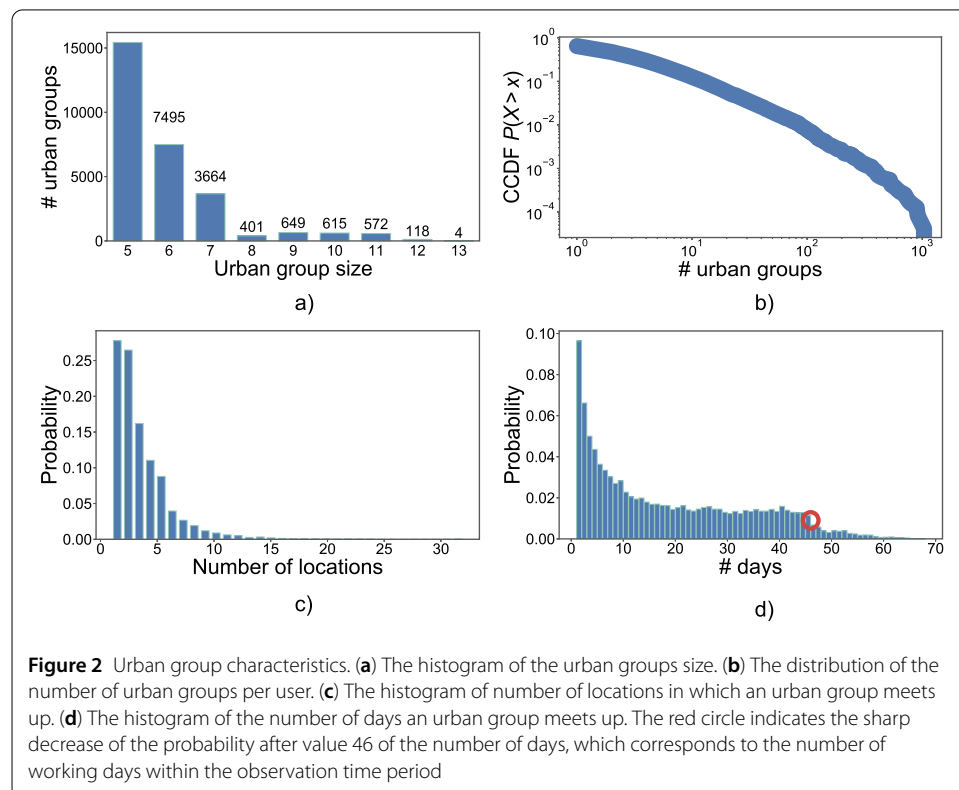 15000
10000
5000
0
# urban groups
7495
3664
401
649
615
572
118
4
5 6 7 8 9 10 11 12 13
Urban group size
a)
10^0
10^-1
10^-2
10^-3
10^-4
CCDF P(X > x)
10^0 10^1 10^2 10^3
# urban groups
b)
0.25
0.20
0.15
0.10
0.05
0.00
Probability
0 5 10 15 20 25 30
Number of locations
c)
0.10
0.08
0.06
0.04
0.02
0.00
Probability
0 10 20 30 40 50 60 70
# days
d)
Figure 2 Urban group characteristics. (a) The histogram of the urban groups size. (b) The distribution of the
number of urban groups per user. (c) The histogram of number of locations in which an urban group meets
up. (d) The histogram of the number of days an urban group meets up. The red circle indicates the sharp
decrease of the probability after value 46 of the number of days, which corresponds to the number of
working days within the observation time period